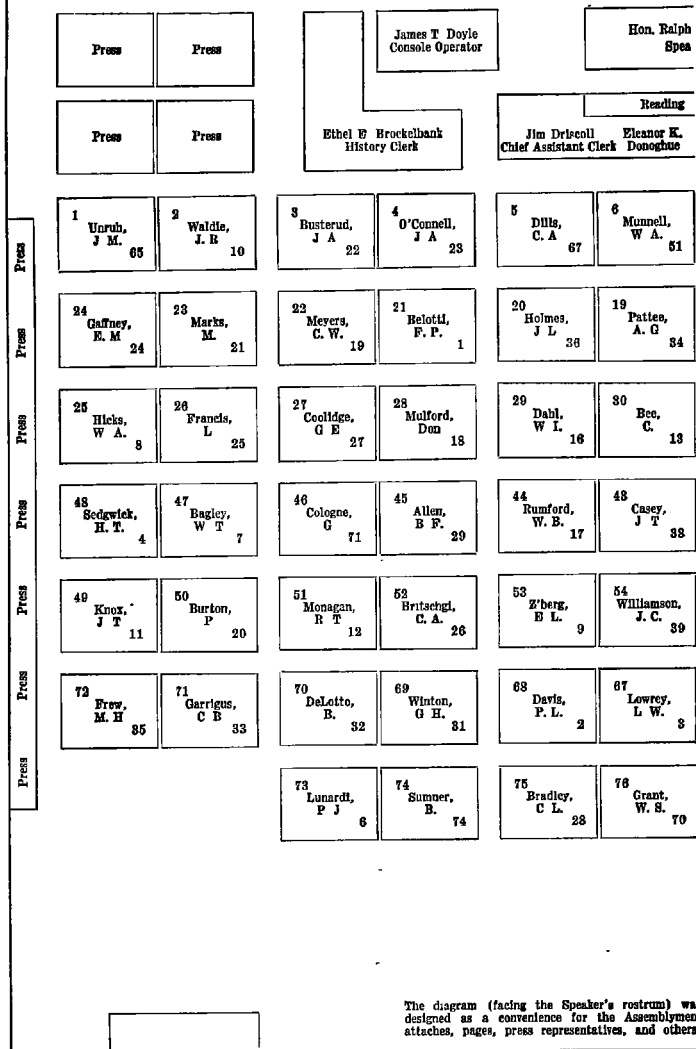 Press
Press
James T Doyle
Console Operator
Hon. Ralph
Spea
Press
Press
Ethel E Brockelbank
History Clerk
Reading
Jim Driscoll
Chief Assistant Clerk
Eleanor K.
Donoghue
1
Unruh,
J M.
65
2
Waldie,
J. R
10
3
Busterud,
J A
22
4
O'Connell,
J A
23
5
Dills,
C. A
67
6
Munnell,
W A.
51
Press
24
Gaffney,
E. M
24
23
Marks,
M.
21
22
Meyers,
C. W.
19
21
Belotti,
F. P.
1
20
Holmes,
J L
36
19
Pattee,
A. G
34
Press
25
Hicks,
W A.
8
26
Francis,
L
25
27
Coolidge,
G E
27
28
Mulford,
Don
18
29
Dahl,
W I.
16
30
Bee,
C.
13
Press
48
Sedgwick,
H. T.
4
47
Bagley,
W T
7
46
Cologne,
G
71
45
Allen,
B F.
29
44
Rumford,
W. B.
17
43
Casey,
J T
38
Press
49
Knox,
J T
11
50
Burton,
P
20
51
Monagan,
R T
12
52
Britschgi,
C. A.
26
53
Z'berg,
E L.
9
54
Williamson,
J. C.
39
Press
72
Frew,
M. H
35
71
Garrigus,
C B
33
70
DeLotto,
B.
32
69
Winton,
G H.
31
68
Davis,
P. L.
2
67
Lowrey,
L W.
3
Press
73
Lunardi,
P J
6
74
Sumner,
B.
74
75
Bradley,
C L.
28
76
Grant,
W. S.
70
Press
The diagram (facing the Speaker's rostrum) wa
designed as a convenience for the Assemblymen
attaches, pages, press representatives, and others